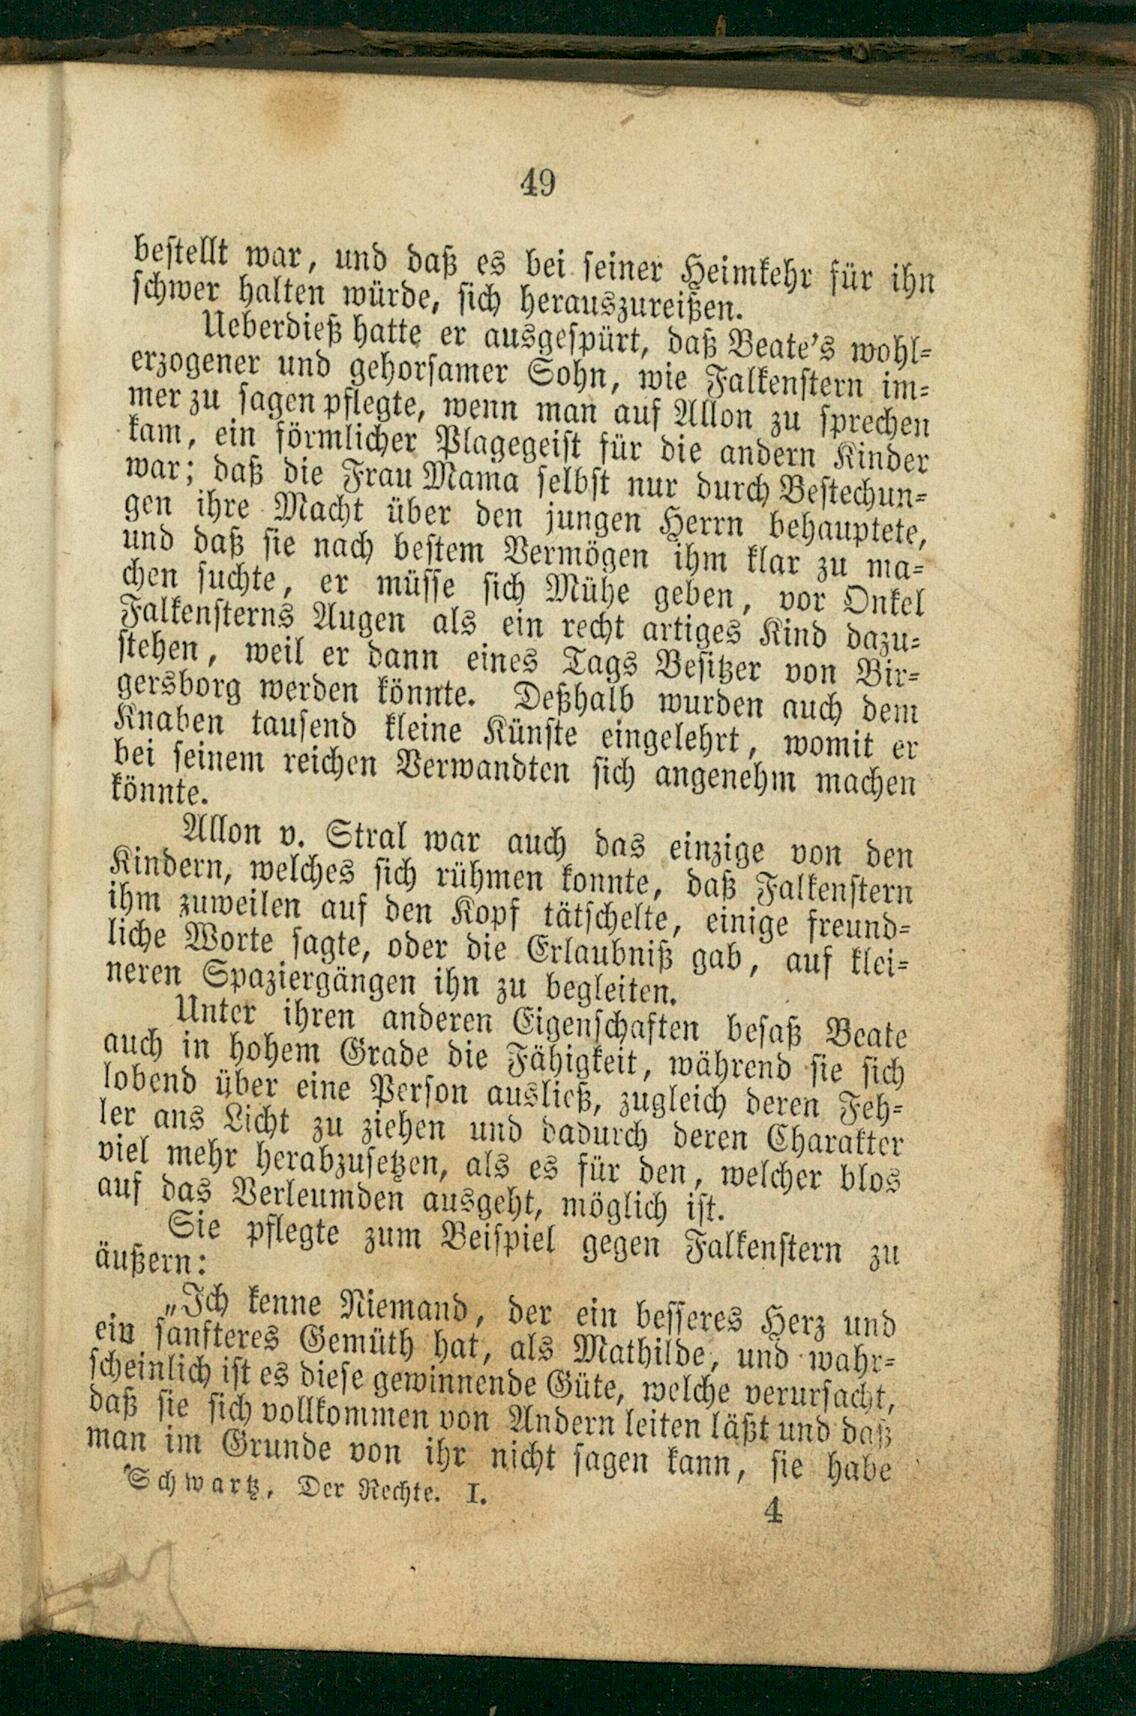 49
bestellt war, und daß es bei seiner Heimkehr für ihn
schwer halten würde, sich herauszureißen.
Ueberdieß hatte er ausgespürt, daß Beate's wohl-
erzogener und gehorsamer Sohn, wie Falkenstern im-
mer zu sagen pflegte, wenn man auf Allon zu sprechen
kam, ein förmlicher Plagegeist für die andern Kinder
war; daß die Frau Mama selbst nur durch Bestechun-
gen ihre Macht über den jungen Herrn behauptete,
und daß sie nach bestem Vermögen ihm klar zu ma-
chen suchte, er müsse sich Mühe geben, vor Onkel
Falkensterns Augen als ein recht artiges Kind dazu-
stehen, weil er dann eines Tags Besitzer von Bir-
gersborg werden könnte. Deßhalb wurden auch dem
Knaben tausend kleine Künste eingelehrt, womit er
bei seinem reichen Verwandten sich angenehm machen
könnte.
Allon v. Stral war auch das einzige von den
Kindern, welches sich rühmen konnte, daß Falkenstern
ihm zuweilen auf den Kopf tätschelte, einige freund-
liche Worte sagte, oder die Erlaubniß gab, auf klei-
neren Spaziergängen ihn zu begleiten.
Unter ihren anderen Eigenschaften besaß Beate
auch in hohem Grade die Fähigkeit, während sie sich
lobend über eine Person ausließ, zugleich deren Feh-
ler ans Licht zu ziehen und dadurch deren Charakter
viel mehr herabzusetzen, als es für den, welcher blos
auf das Verleumden ausgeht, möglich ist.
Sie pflegte zum Beispiel gegen Falkenstern zu
äußern:
„Ich kenne Niemand, der ein besseres Herz und
ein sanfteres Gemüth hat, als Mathilde, und wahr-
scheinlich ist es diese gewinnende Güte, welche verursacht,
daß sie sich vollkommen von Andern leiten läßt und daß
man im Grunde von ihr nicht sagen kann, sie habe
Schwartz, Der Rechte. I.
4